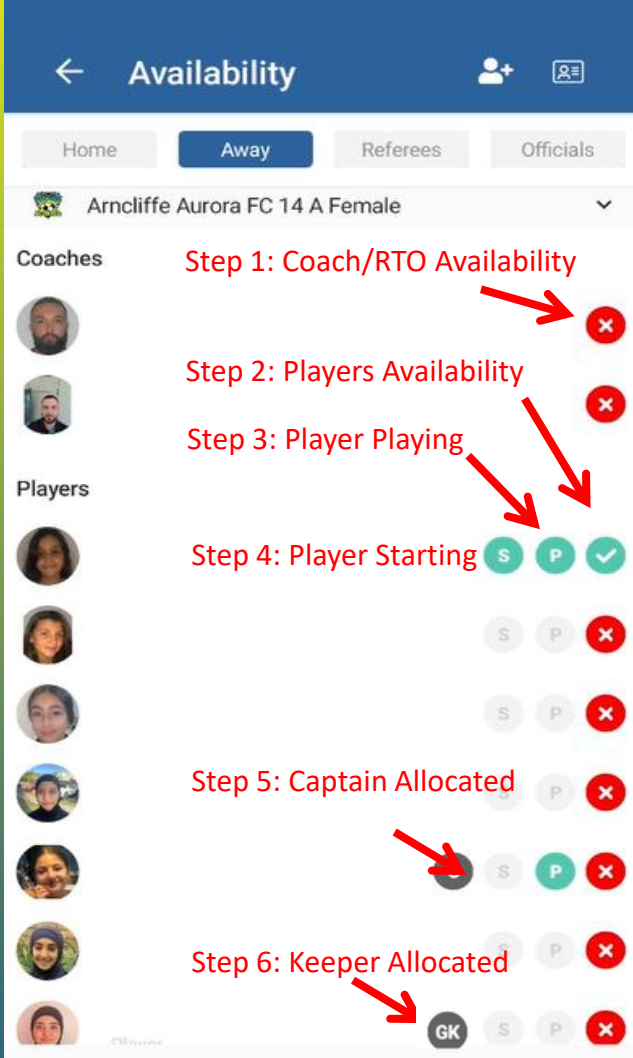 Availability
Home Away Referees Officials
Arncliffe Aurora FC 14 A Female
Coaches
Step 1: Coach/RTO Availability
Step 2: Players Availability
Step 3: Player Playing
Players
Step 4: Player Starting S P
S P
S P
Step 5: Captain Allocated
S P
S P
Step 6: Keeper Allocated
S P
GK S P
Player